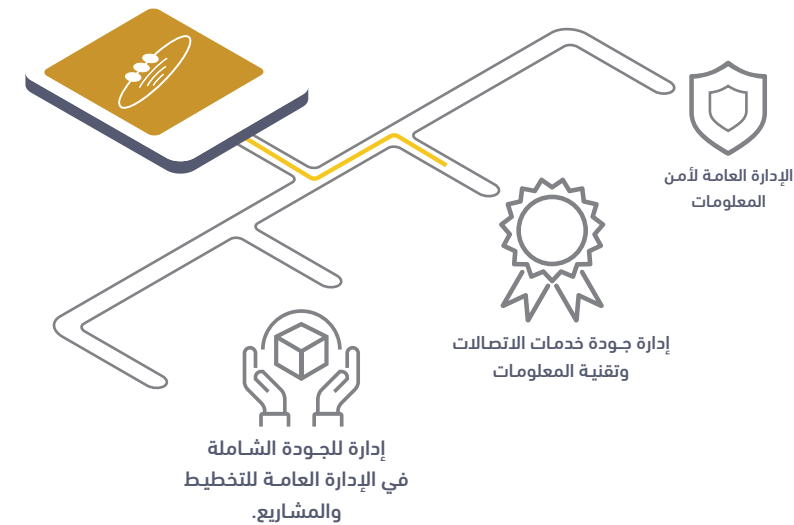 الإدارة العامة لأمن
المعلومات
إدارة جودة خدمات الاتصالات
وتقنية المعلومات
إدارة للجودة الشاملة
في الإدارة العامة للتخطيط
والمشاريع.